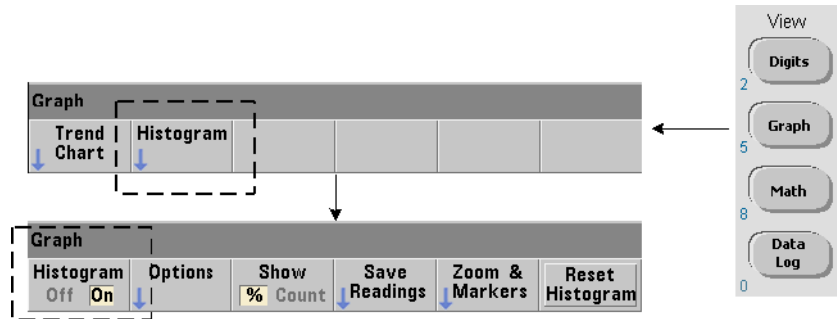 View
Digits
2
Graph
5
Math
8
Data
Log
0
Graph
Trend
Chart
Histogram
Graph
Histogram
Off On
Options
Show
% Count
Save
Readings
Zoom &
Markers
Reset
Histogram